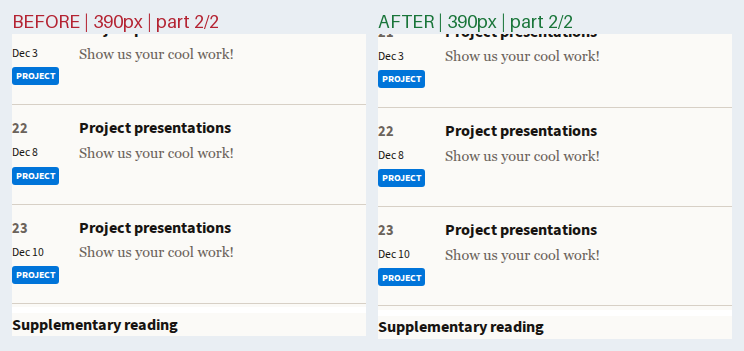 BEFORE | 390px | part 2/2
Project presentations
Dec 3
Show us your cool work!
PROJECT
22
Project presentations
Dec 8
Show us your cool work!
PROJECT
23
Project presentations
Dec 10
Show us your cool work!
PROJECT
Supplementary reading
AFTER | 390px | part 2/2
21
Project presentations
Dec 3
Show us your cool work!
PROJECT
22
Project presentations
Dec 8
Show us your cool work!
PROJECT
23
Project presentations
Dec 10
Show us your cool work!
PROJECT
Supplementary reading